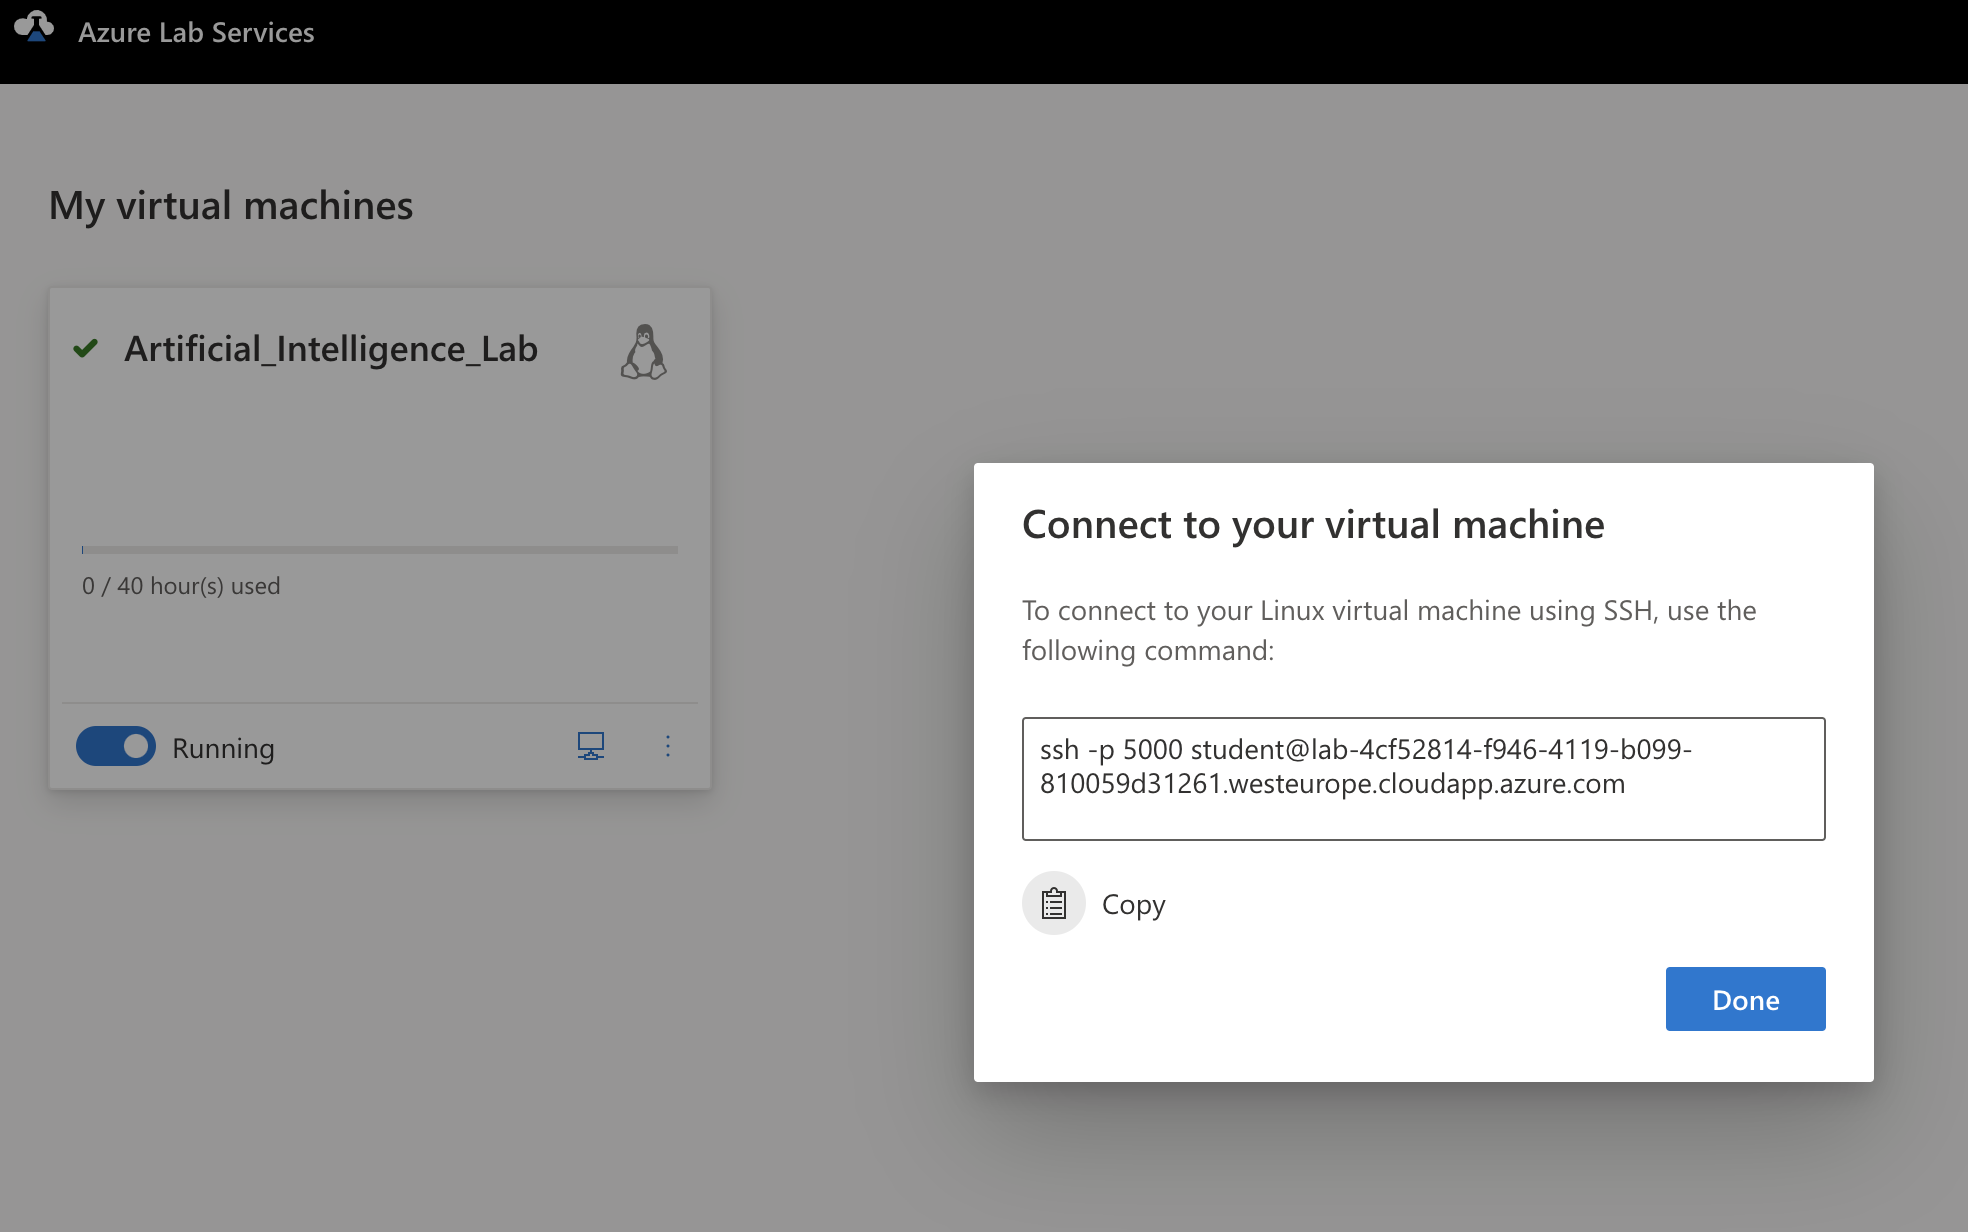 Azure Lab Services
My virtual machines
Artificial_Intelligence_Lab
0 / 40 hour(s) used
Running
Connect to your virtual machine
To connect to your Linux virtual machine using SSH, use the
following command:
ssh -p 5000 student@lab-4cf52814-f946-4119-b099-
810059d31261.westeurope.cloudapp.azure.com
Copy
Done